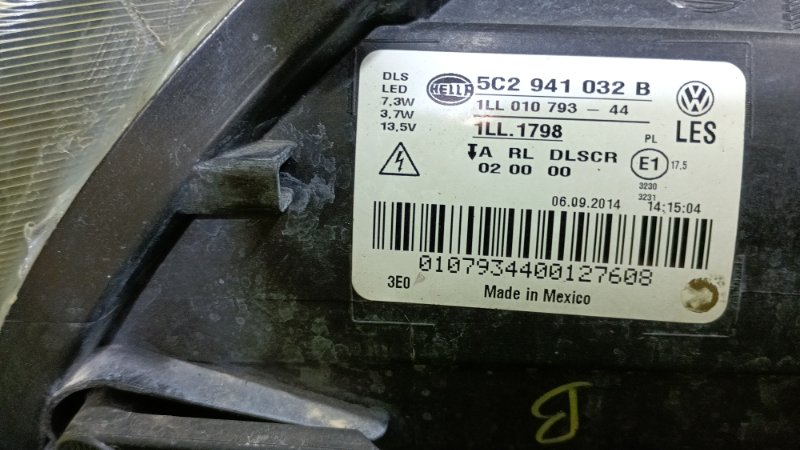 DLS
LED
7,3W
3.7W
13,5V
HELLA
5C2 941 032 B
1LL 010 793 - 44
1LL.1798
PL
LES
A RL DLSCR
02 00 00
E1
17.5
3230
3231
06.09.2014 14:15:04
0107934400127608
3E0
Made in Mexico
B